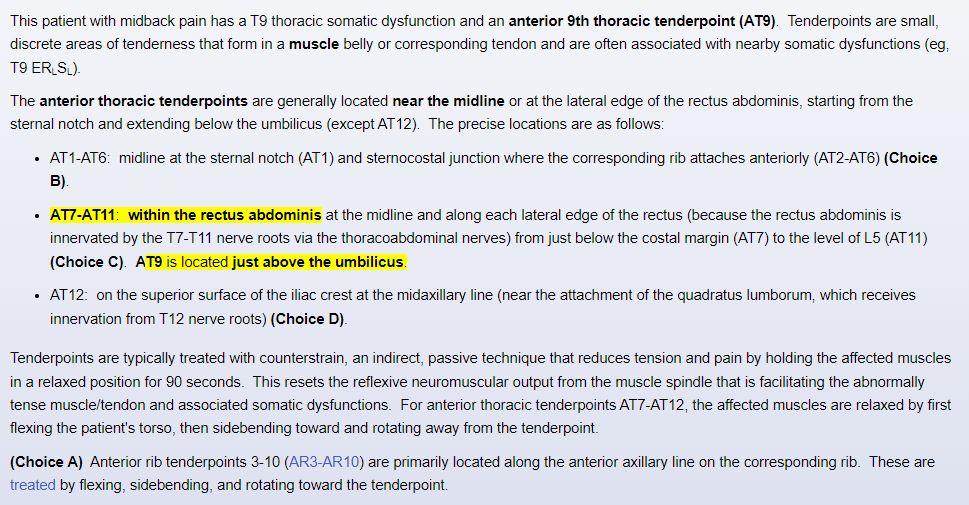 This patient with midback pain has a T9 thoracic somatic dysfunction and an anterior 9th thoracic tenderpoint (AT9).  Tenderpoints are small,
discrete areas of tenderness that form in a muscle belly or corresponding tendon and are often associated with nearby somatic dysfunctions (eg,
T9 ERLSL).
The anterior thoracic tenderpoints are generally located near the midline or at the lateral edge of the rectus abdominis, starting from the
sternal notch and extending below the umbilicus (except AT12).  The precise locations are as follows:
• AT1-AT6:  midline at the sternal notch (AT1) and sternocostal junction where the corresponding rib attaches anteriorly (AT2-AT6) (Choice
B).
• AT7-AT11:  within the rectus abdominis at the midline and along each lateral edge of the rectus (because the rectus abdominis is
innervated by the T7-T11 nerve roots via the thoracoabdominal nerves) from just below the costal margin (AT7) to the level of L5 (AT11)
(Choice C).  AT9 is located just above the umbilicus.
• AT12:  on the superior surface of the iliac crest at the midaxillary line (near the attachment of the quadratus lumborum, which receives
innervation from T12 nerve roots) (Choice D).
Tenderpoints are typically treated with counterstrain, an indirect, passive technique that reduces tension and pain by holding the affected muscles
in a relaxed position for 90 seconds.  This resets the reflexive neuromuscular output from the muscle spindle that is facilitating the abnormally
tense muscle/tendon and associated somatic dysfunctions.  For anterior thoracic tenderpoints AT7-AT12, the affected muscles are relaxed by first
flexing the patient's torso, then sidebending toward and rotating away from the tenderpoint.
(Choice A)  Anterior rib tenderpoints 3-10 (AR3-AR10) are primarily located along the anterior axillary line on the corresponding rib.  These are
treated by flexing, sidebending, and rotating toward the tenderpoint.